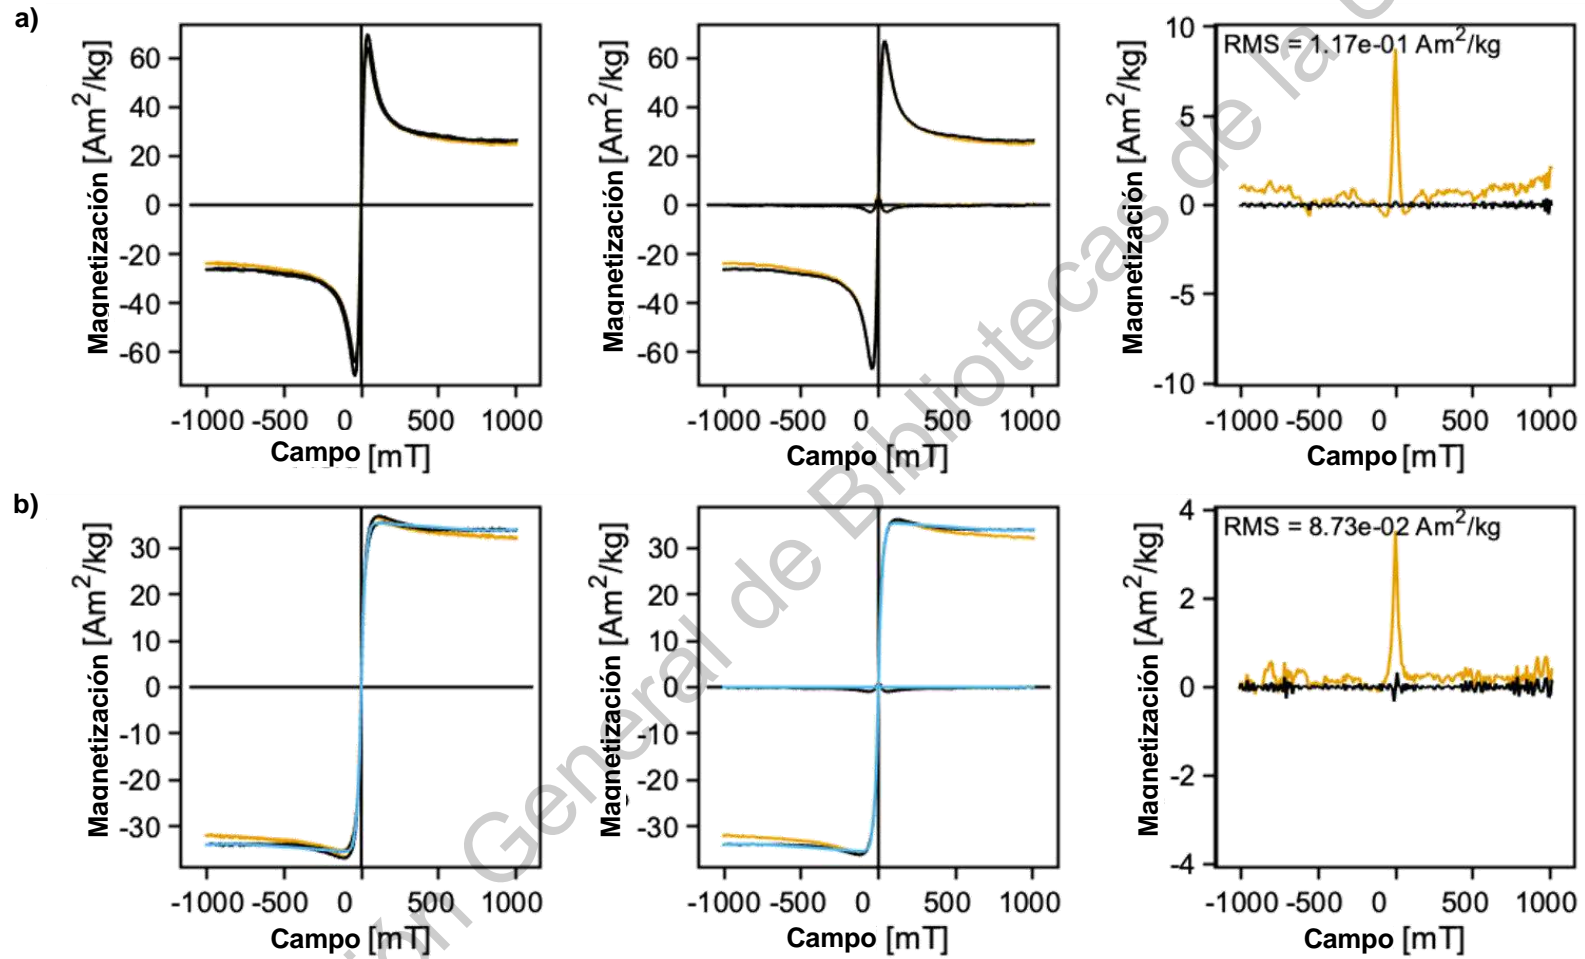 a)
Magnetización [Am²/kg]
60
40
20
0
-20
-40
-60
-1000 -500 0 500 1000
Campo [mT]
Magnetización [Am²/kg]
60
40
20
0
-20
-40
-60
-1000 -500 0 500 1000
Campo [mT]
Magnetización [Am²/kg]
RMS = 1.17e-01 Am²/kg
10
5
0
-5
-10
-1000 -500 0 500 1000
Campo [mT]
b)
Magnetización [Am²/kg]
30
20
10
0
-10
-20
-30
-1000 -500 0 500 1000
Campo [mT]
Magnetización [Am²/kg]
30
20
10
0
-10
-20
-30
-1000 -500 0 500 1000
Campo [mT]
Magnetización [Am²/kg]
RMS = 8.73e-02 Am²/kg
4
2
0
-2
-4
-1000 -500 0 500 1000
Campo [mT]
General de Bibliotecas de la